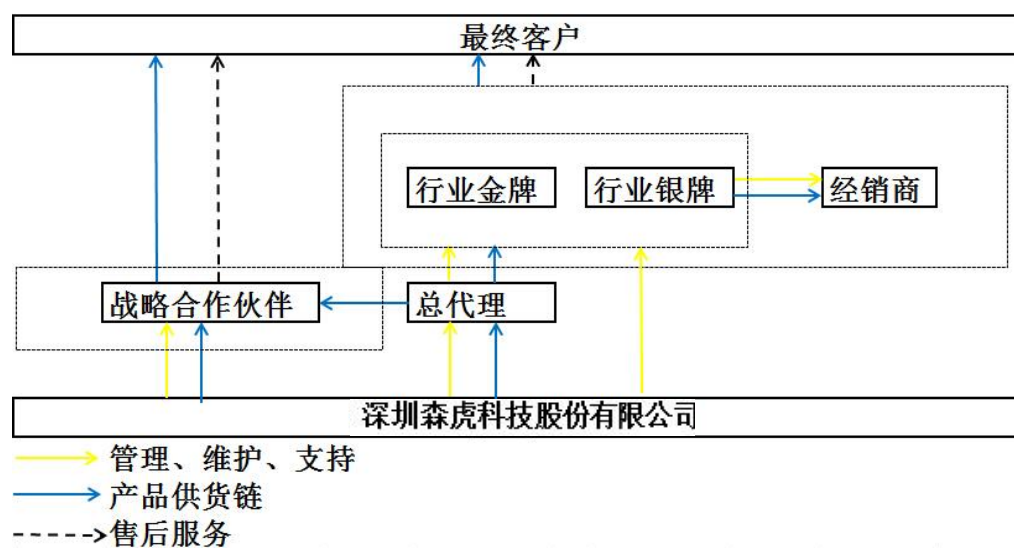 最终客户
行业金牌
行业银牌
经销商
战略合作伙伴
总代理
深圳森虎科技股份有限公司
管理、维护、支持
产品供货链
售后服务